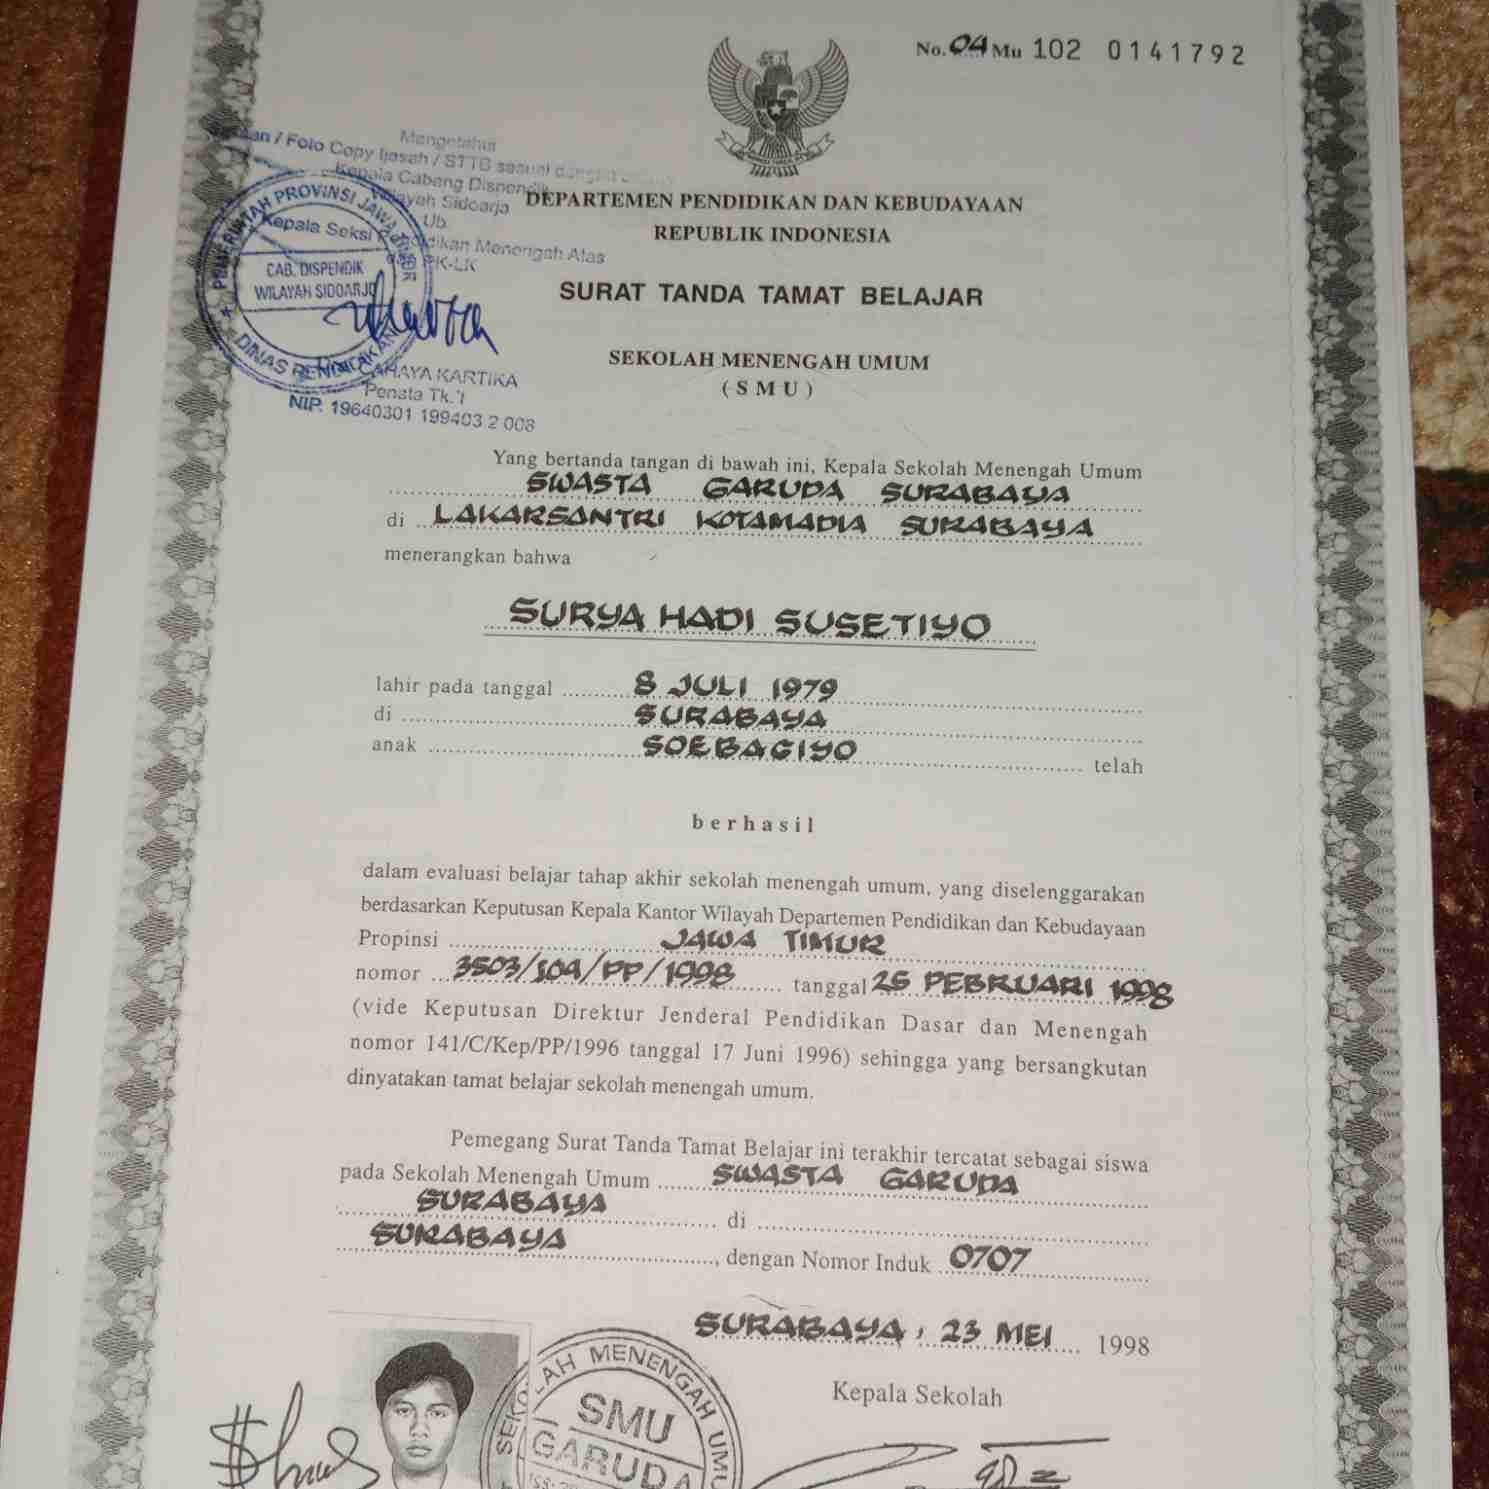 No. 04 Mu 102 0141792
Mengetahui
/ Foto Copy Ijasah / STTB sesuai dengan
Kepala Cabang Dispendik
Wilayah Sidoarjo
Ub.
Kepala Seksi Pendidikan Menengah Atas
PK-LK
PEMERINTAH PROVINSI JAWA TIMUR
CAB. DISPENDIK
WILAYAH SIDOARJO
DINAS PENDIDIKAN
CAHAYA KARTIKA
Penata Tk. I
NIP. 19640301 199403 2 008
DEPARTEMEN PENDIDIKAN DAN KEBUDAYAAN
REPUBLIK INDONESIA
SURAT TANDA TAMAT BELAJAR
SEKOLAH MENENGAH UMUM
( S M U )
Yang bertanda tangan di bawah ini, Kepala Sekolah Menengah Umum
SWASTA GARUDA SURABAYA
di LAKARSANTRI KOTAMADIA SURABAYA
menerangkan bahwa
SURYA HADI SUSETIYO
lahir pada tanggal 8 JULI 1979
di SURABAYA
anak SOEBAGIYO telah
berhasil
dalam evaluasi belajar tahap akhir sekolah menengah umum, yang diselenggarakan
berdasarkan Keputusan Kepala Kantor Wilayah Departemen Pendidikan dan Kebudayaan
Propinsi JAWA TIMUR
nomor 3503/104/PP/1998 tanggal 25 PEBRUARI 1998
(vide Keputusan Direktur Jenderal Pendidikan Dasar dan Menengah
nomor 141/C/Kep/PP/1996 tanggal 17 Juni 1996) sehingga yang bersangkutan
dinyatakan tamat belajar sekolah menengah umum.
Pemegang Surat Tanda Tamat Belajar ini terakhir tercatat sebagai siswa
pada Sekolah Menengah Umum SWASTA GARUDA
SURABAYA di
SURABAYA, dengan Nomor Induk 0707
SURABAYA, 23 MEI 1998
Kepala Sekolah
SEKOLAH MENENGAH UMUM
SMU
GARUDA